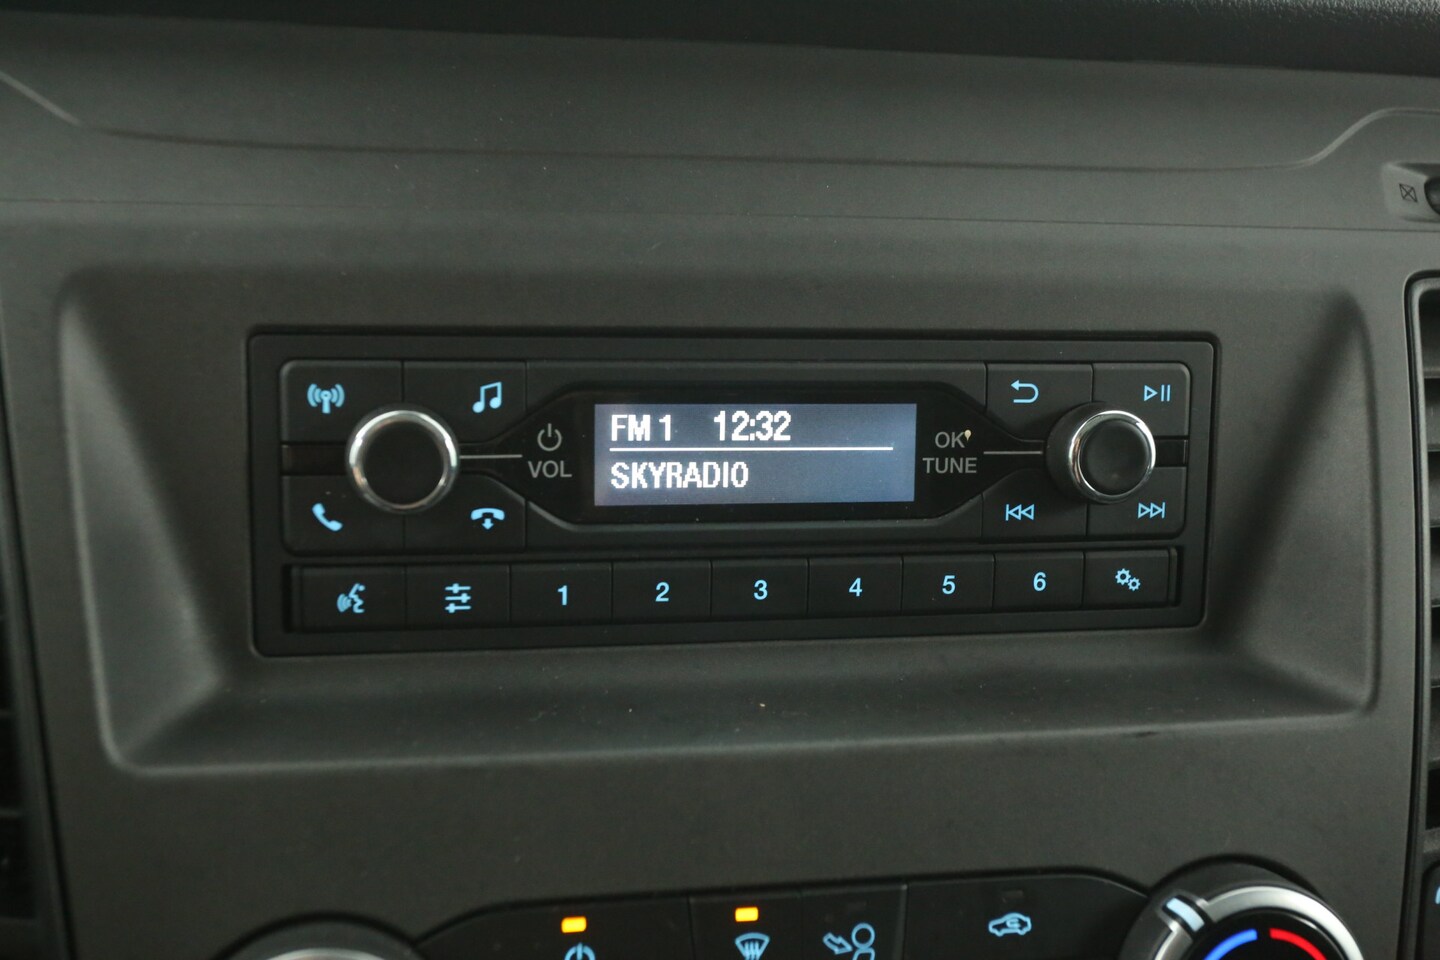 FM 1 12:32
SKYRADIO
VOL
OK
TUNE
1 2 3 4 5 6